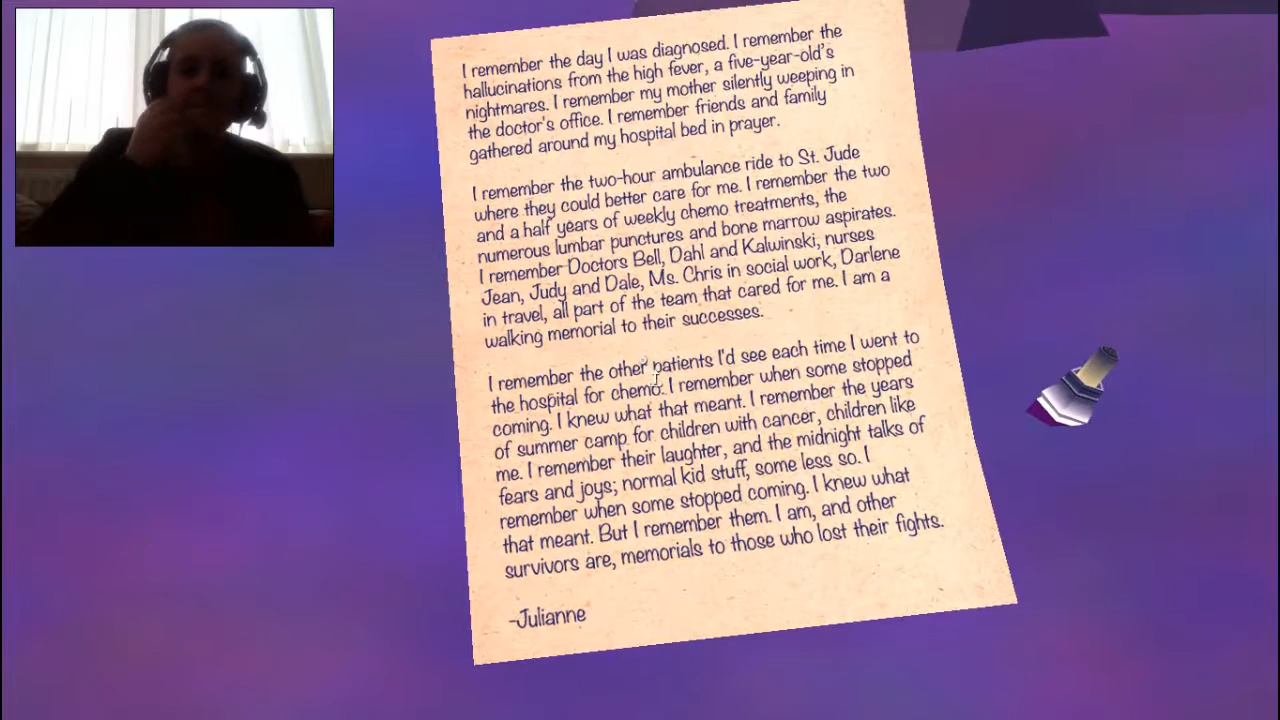 I remember the day I was diagnosed. I remember the
hallucinations from the high fever, a five-year-old's
nightmares. I remember my mother silently weeping in
the doctor's office. I remember friends and family
gathered around my hospital bed in prayer.
I remember the two-hour ambulance ride to St. Jude
where they could better care for me. I remember the two
and a half years of weekly chemo treatments, the
numerous lumbar punctures and bone marrow aspirates.
I remember Doctors Bell, Dahl and Kalwinski, nurses
Jean, Judy and Dale, Ms. Chris in social work, Darlene
in travel, all part of the team that cared for me. I am a
walking memorial to their successes.
I remember the other patients I'd see each time I went to
the hospital for chemo. I remember when some stopped
coming. I knew what that meant. I remember the years
of summer camp for children with cancer, children like
me. I remember their laughter, and the midnight talks of
fears and joys; normal kid stuff, some less so. I
remember when some stopped coming. I knew what
that meant. But I remember them. I am, and other
survivors are, memorials to those who lost their fights.
-Julianne